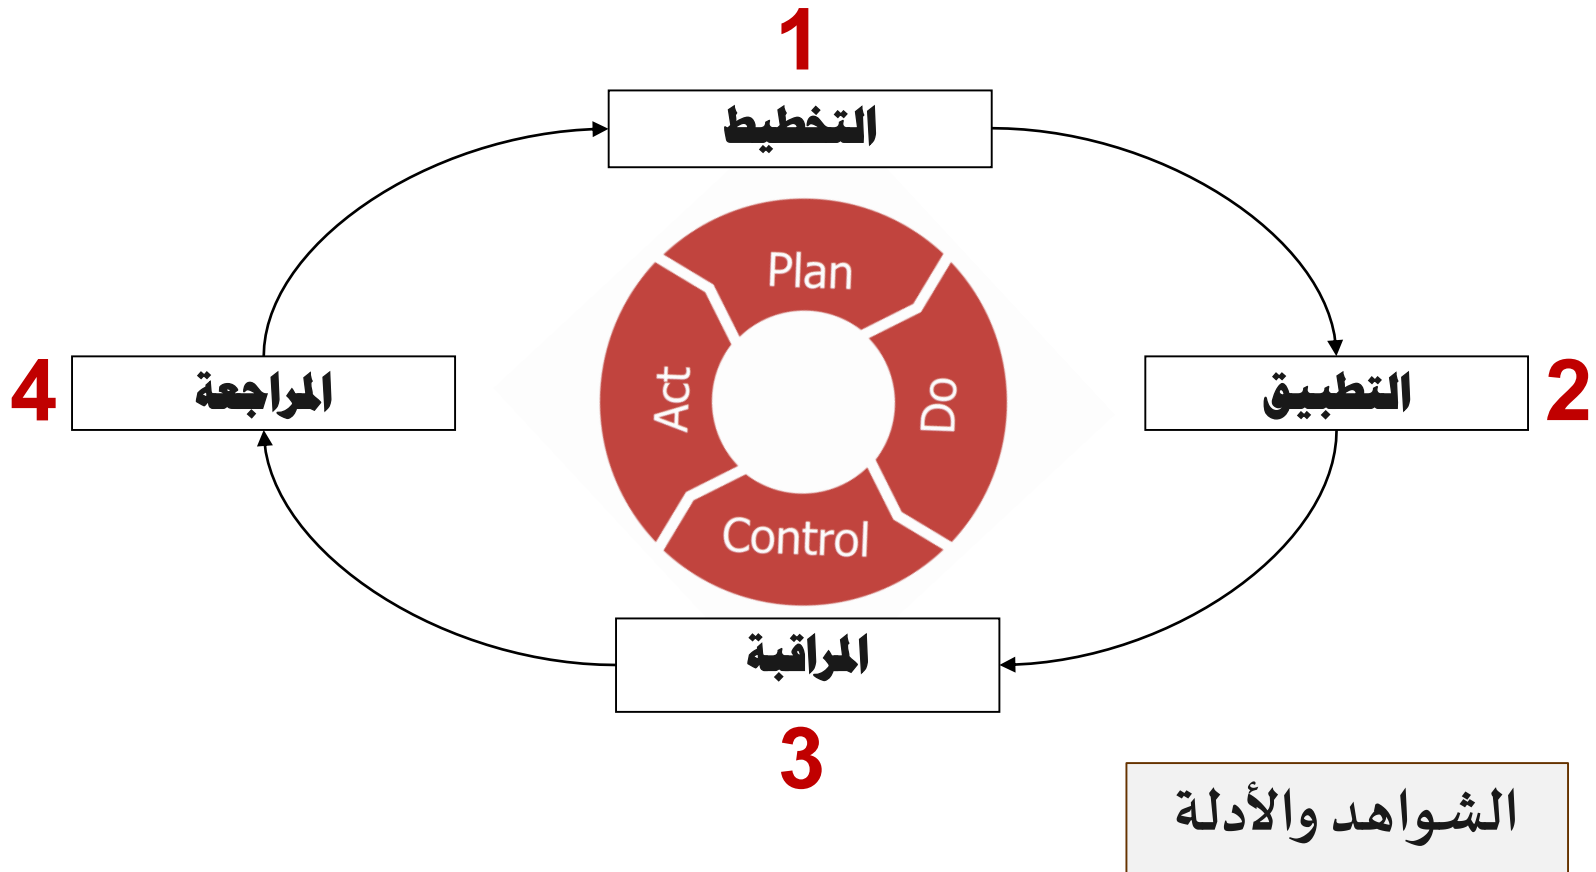 1
التخطيط
Plan
4
المراجعة
Act
Do
التطبيق
2
Control
المراقبة
3
الشواهد والأدلة